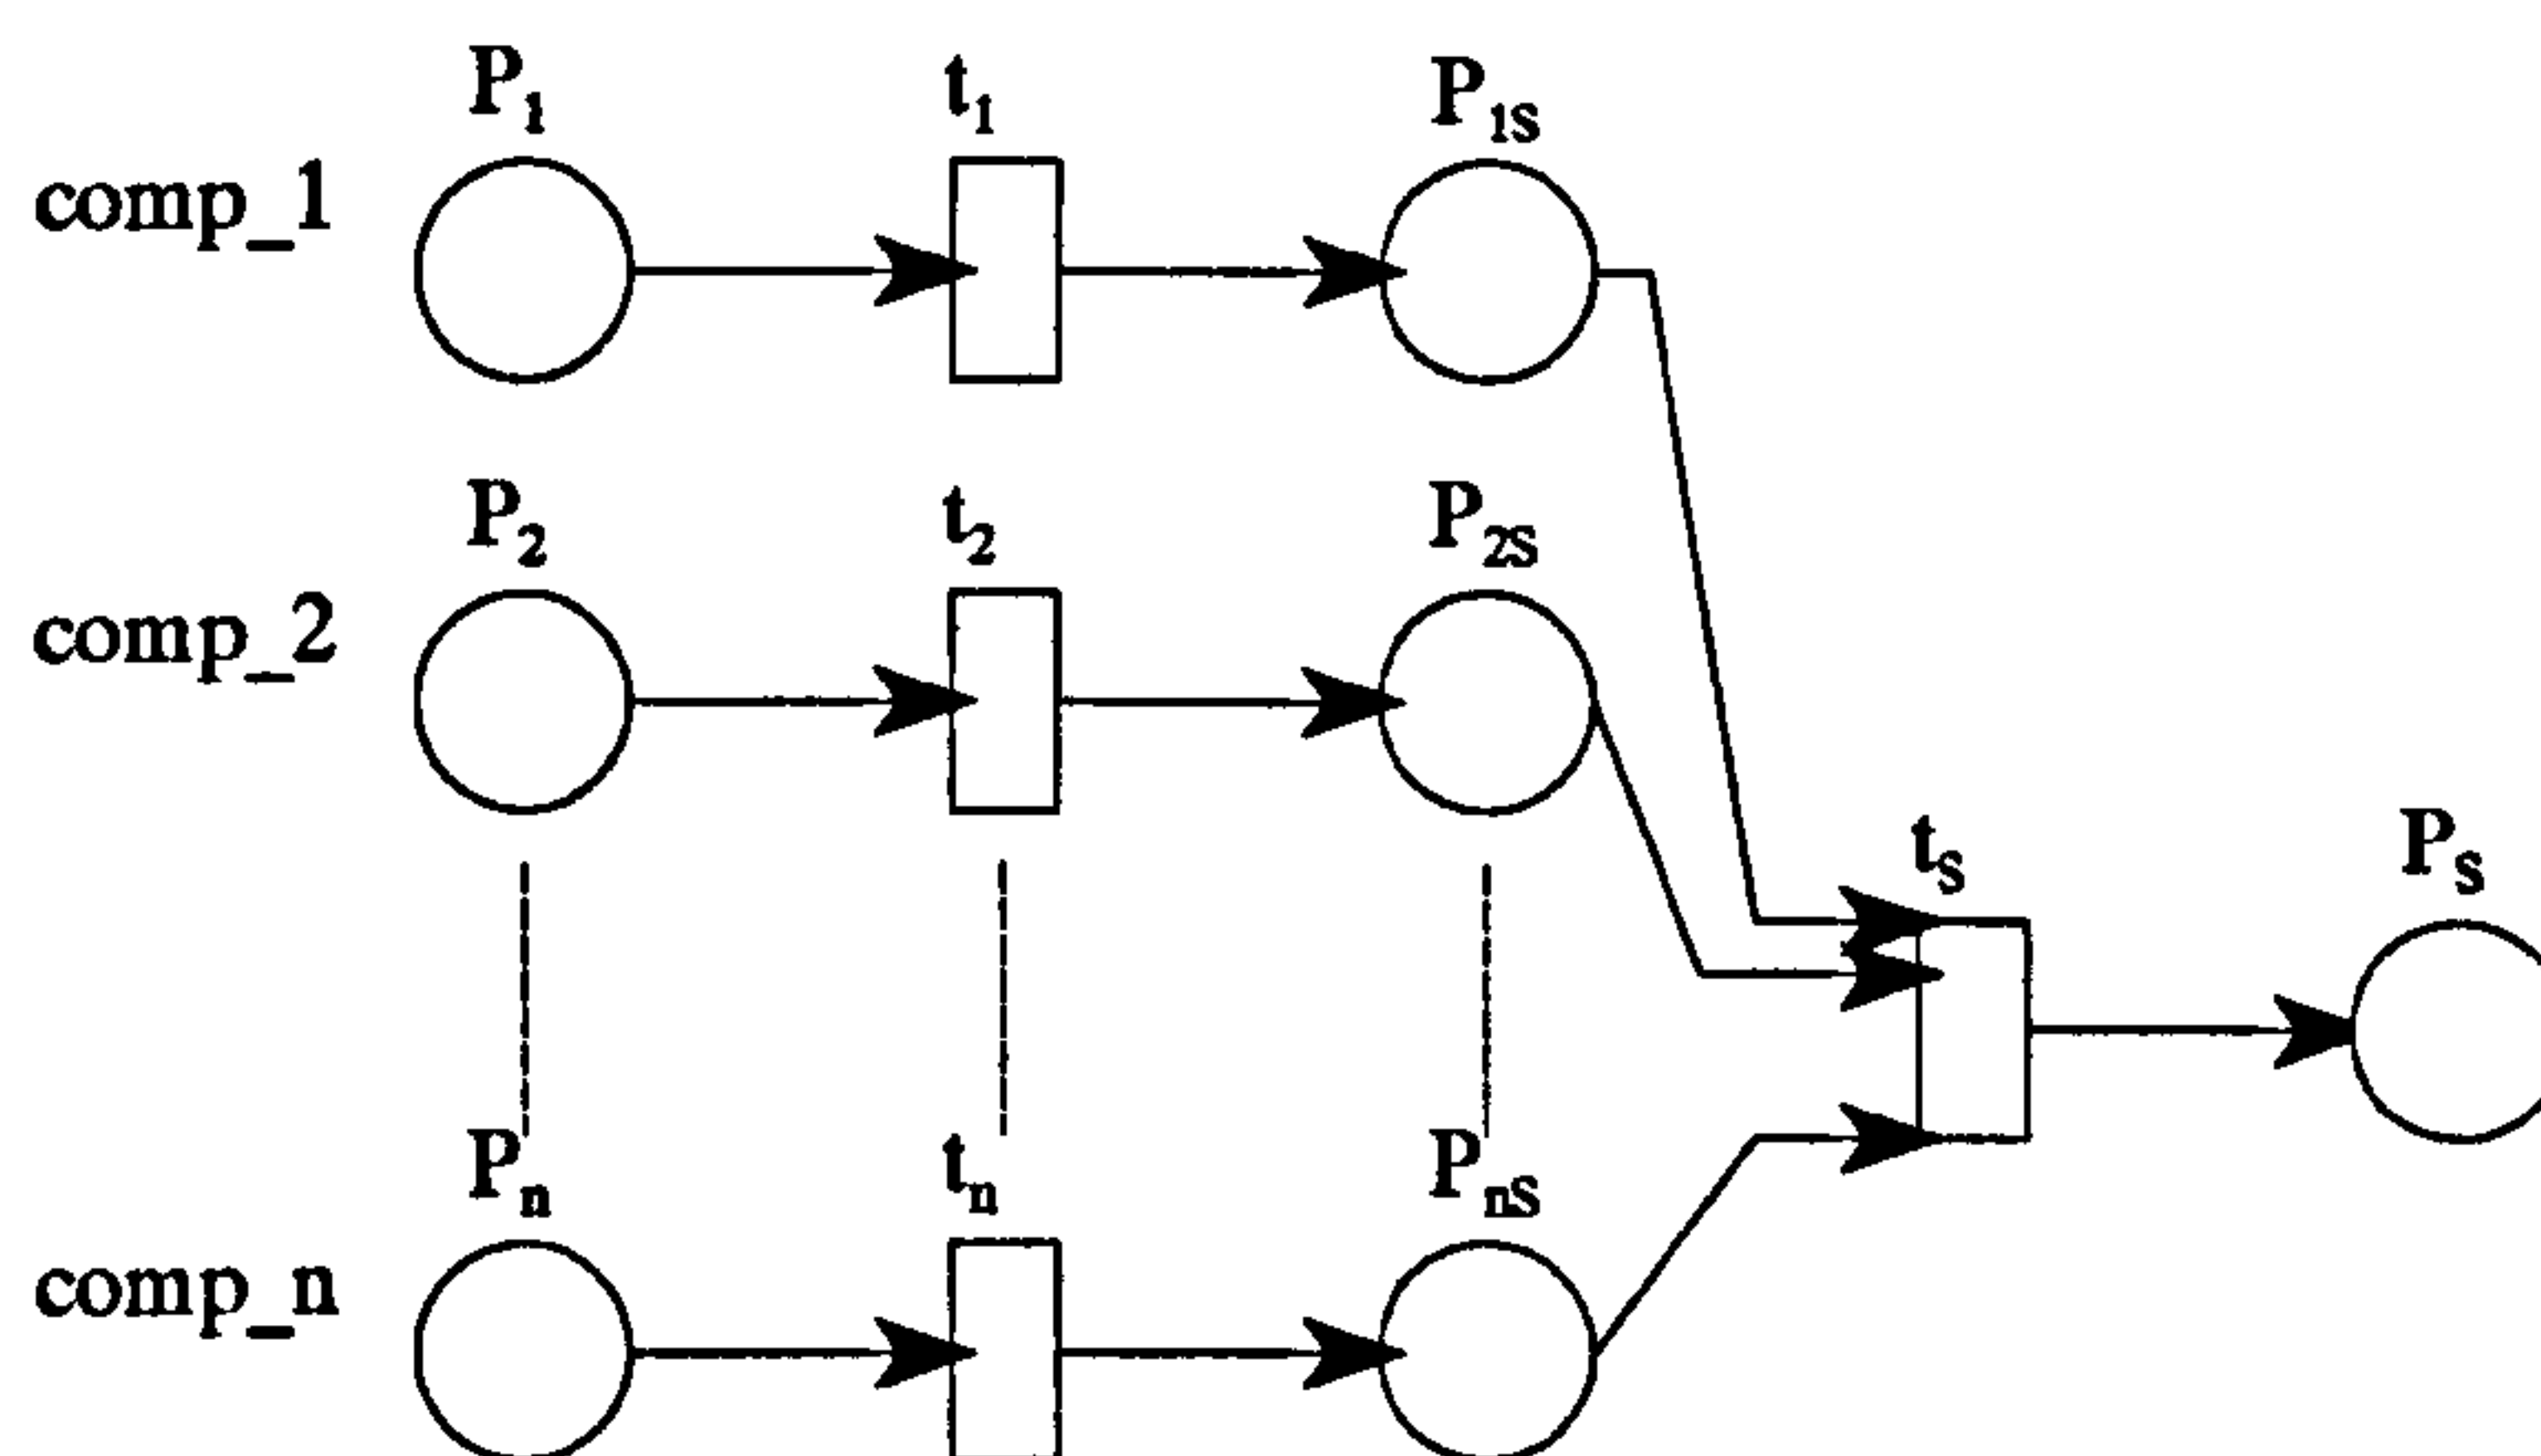 P₁ t₁ P₁S
comp_1
P₂ t₂ P₂S
comp_2
tS PS
Pₙ tₙ PₙS
comp_n